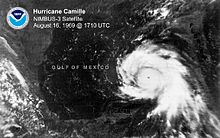 Hurricane Camille
NIMBUS-3 Satellite
August 16, 1969 @ 1710 UTC
GULF OF MEXICO